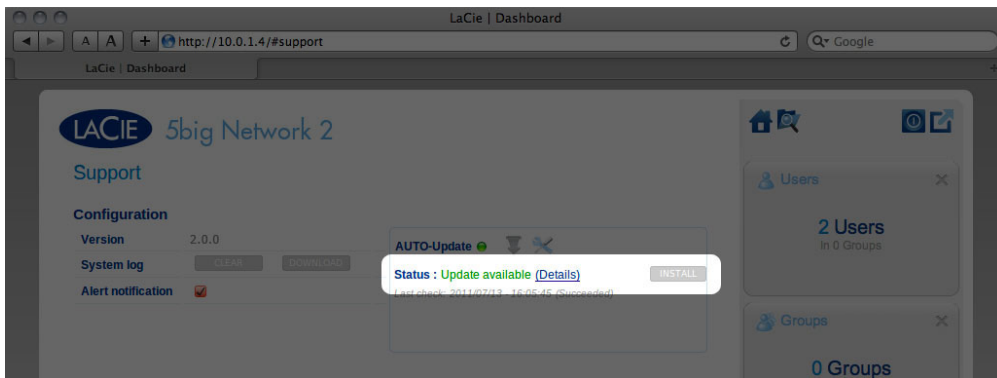 LaCie | Dashboard
A A + http://10.0.1.4/#support Google
LaCie | Dashboard +
LACIE 5big Network 2
Support
Configuration
Version 2.0.0
System log CLEAR DOWNLOAD
Alert notification
AUTO-Update
Status : Update available (Details) INSTALL
Last check: 2011/07/13 - 16:05:45 (Succeeded)
Users
2 Users
In 0 Groups
Groups
0 Groups